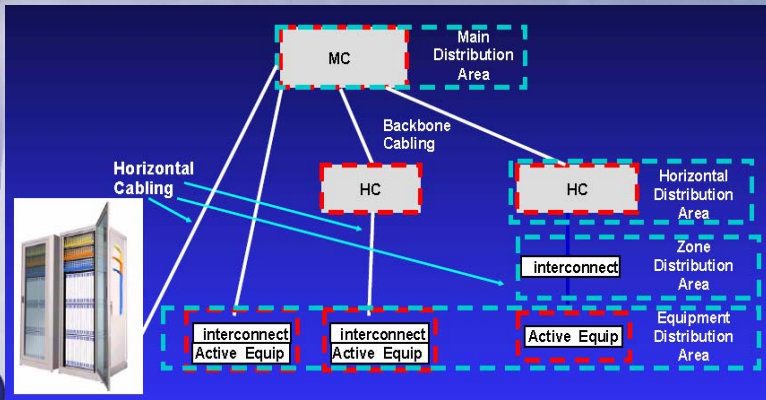 MC
Main
Distribution
Area
Backbone
Cabling
Horizontal
Cabling
HC
HC
Horizontal
Distribution
Area
interconnect
Zone
Distribution
Area
interconnect
Active Equip
interconnect
Active Equip
Active Equip
Equipment
Distribution
Area